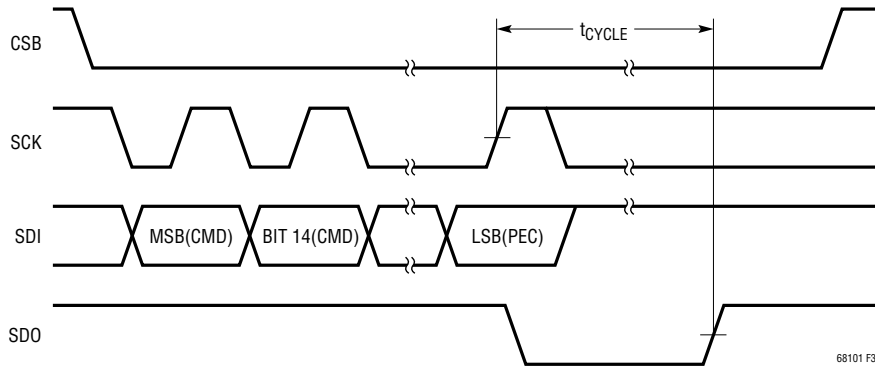 CSB
tCYCLE
SCK
SDI
MSB(CMD)
BIT 14(CMD)
LSB(PEC)
SDO
68101 F3